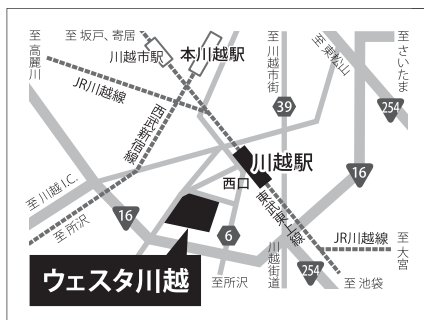 至 坂戸、寄居
至 高麗川
川越市駅
本川越駅
至 川越市街
至 東松山
至 さいたま
JR川越線
西武新宿線
39
254
川越駅
西口
16
至 川越I.C.
16
至 所沢
東武東上線
6
川越街道
JR川越線
至 大宮
ウェスタ川越
至 所沢
254
至 池袋